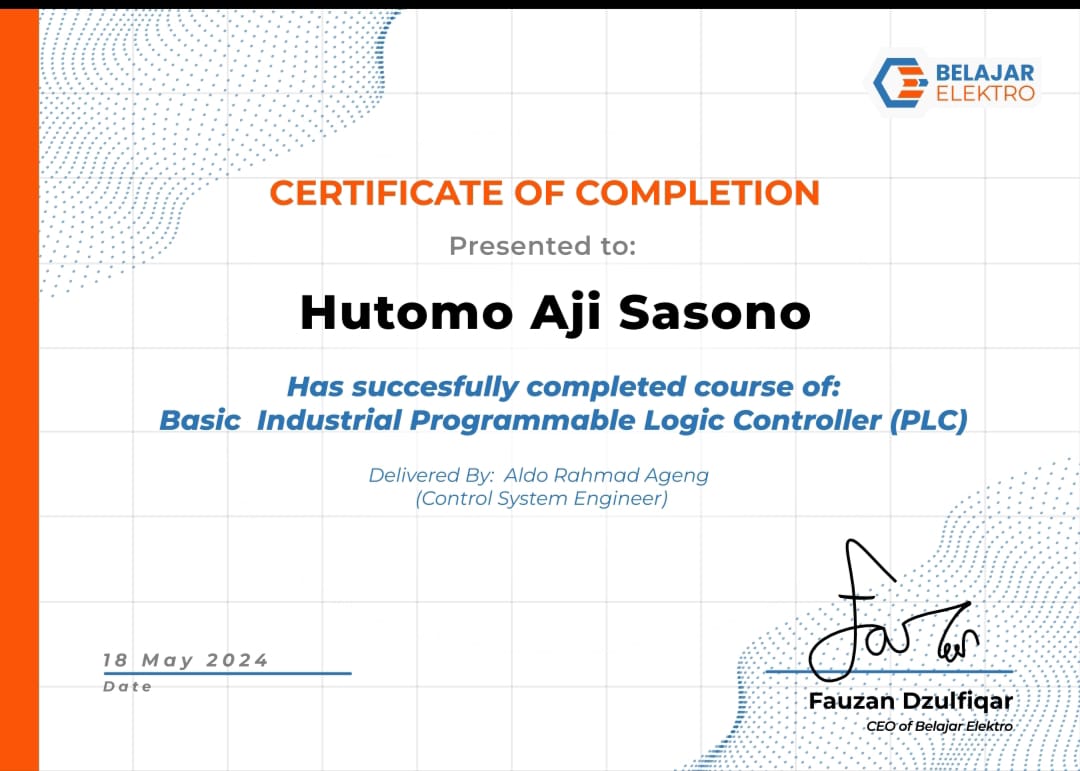 BELAJAR
ELEKTRO
CERTIFICATE OF COMPLETION
Presented to:
Hutomo Aji Sasono
Has succesfully completed course of:
Basic Industrial Programmable Logic Controller (PLC)
Delivered By: Aldo Rahmad Ageng
(Control System Engineer)
18 May 2024
Date
Fauzan Dzulfiqar
CEO of Belajar Elektro